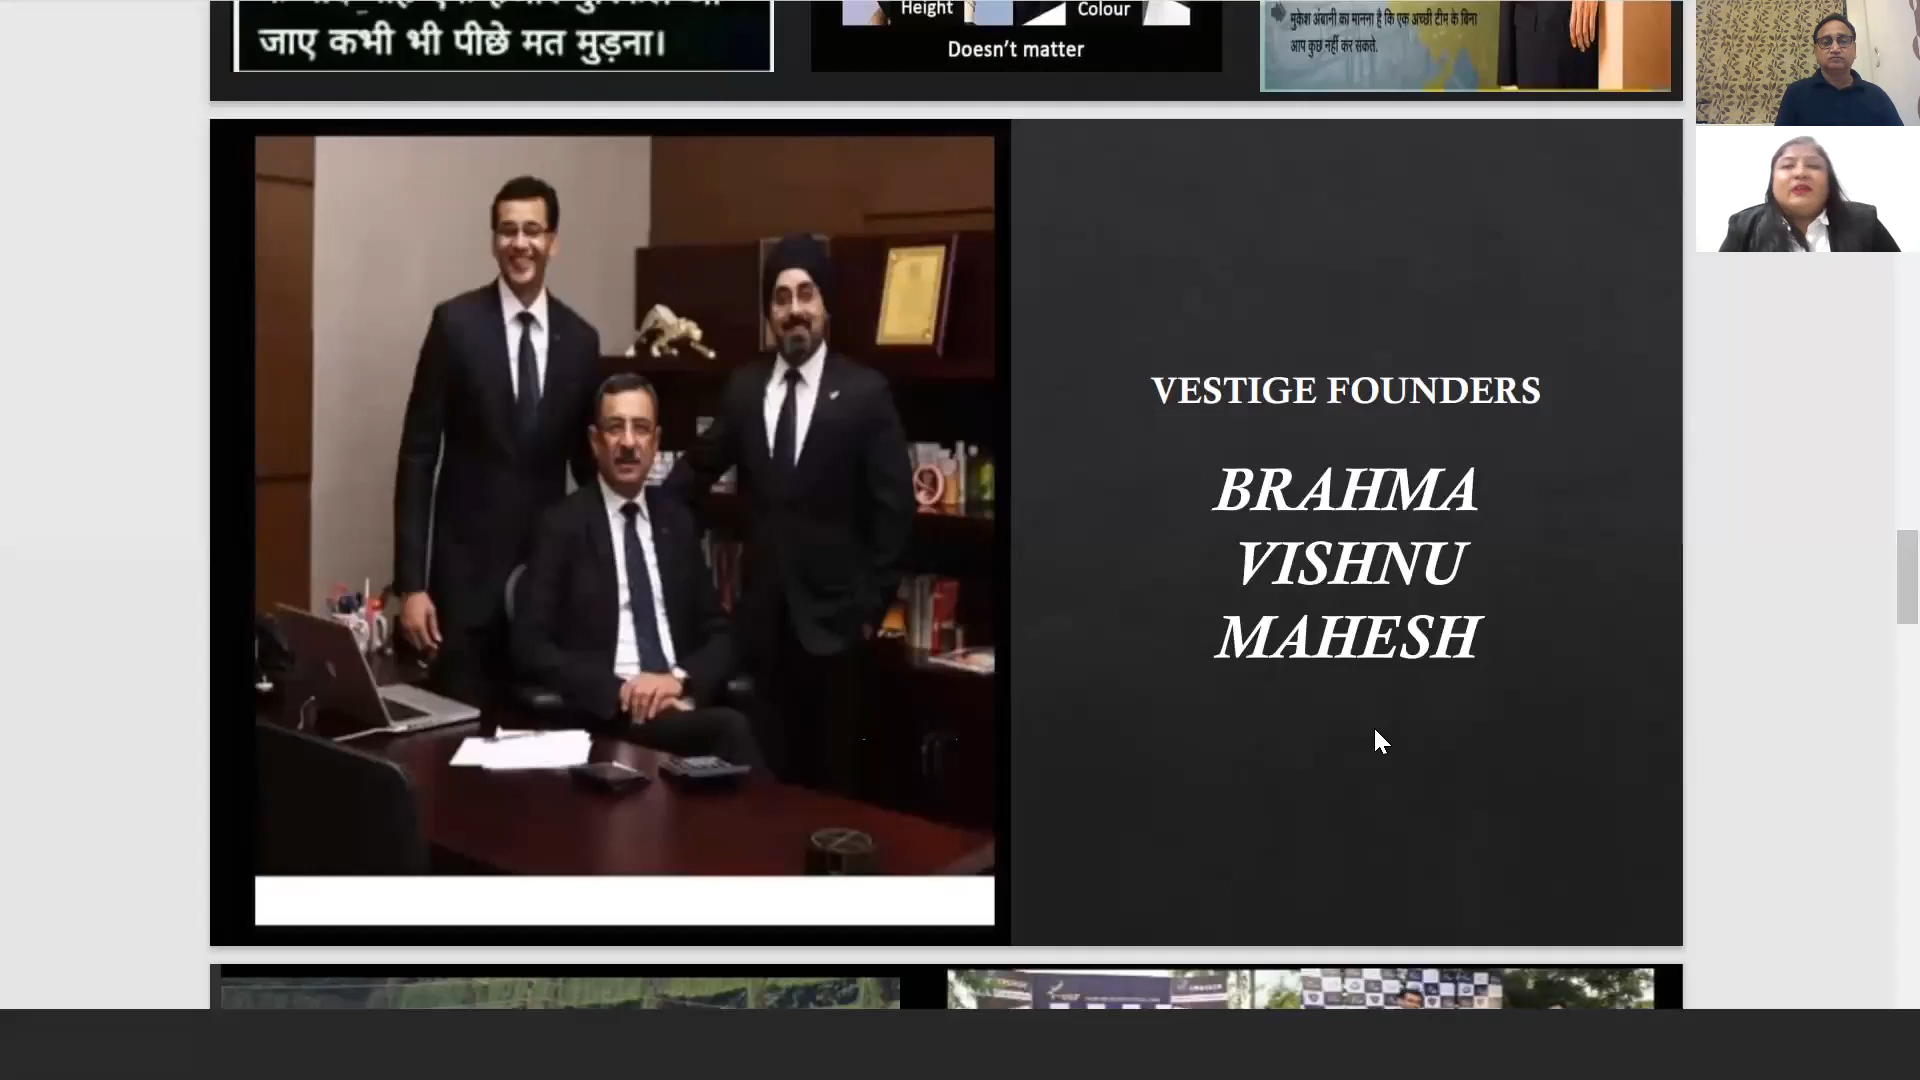 जाए कभी भी पीछे मत मुड़ना।
Height
Colour
Doesn't matter
मुकेश अंबानी का मानना है कि एक अच्छी टीम के बिना
आप कुछ नहीं कर सकते.
VESTIGE FOUNDERS
BRAHMA
VISHNU
MAHESH